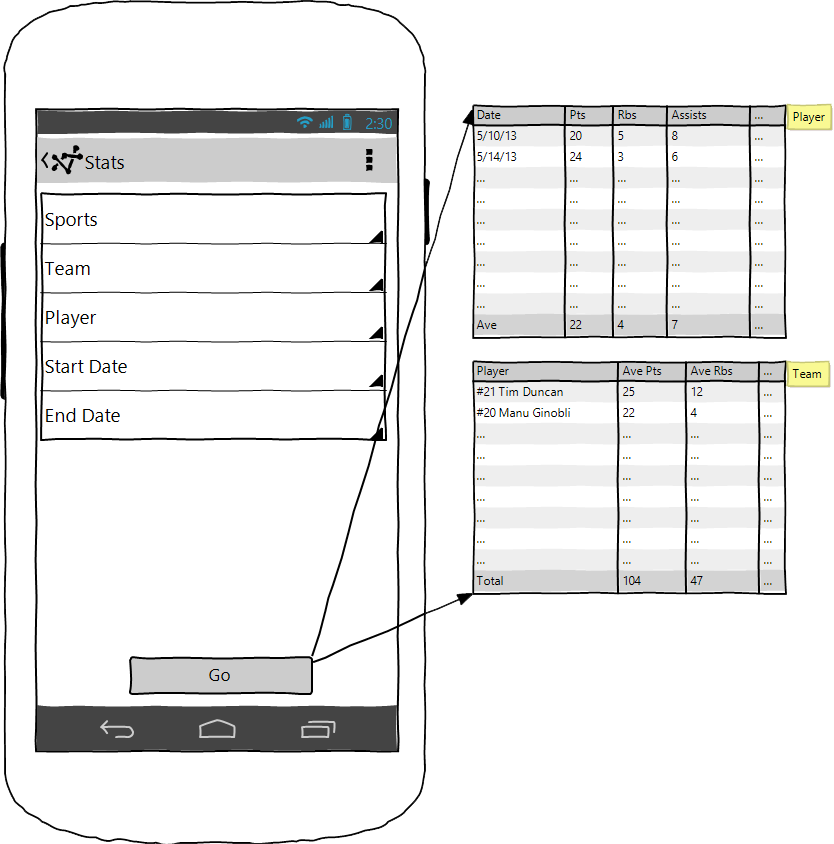 2:30
Stats
Sports
Team
Player
Start Date
End Date
Go
Date Pts Rbs Assists ...
5/10/13 20 5 8
5/14/13 24 3 6
... ... ... ... ...
... ... ... ... ...
... ... ... ... ...
... ... ... ... ...
... ... ... ... ...
... ... ... ... ...
... ... ... ... ...
Ave 22 4 7 ...
Player
Player Ave Pts Ave Rbs ...
#21 Tim Duncan 25 12 ...
#20 Manu Ginobli 22 4 ...
... ... ... ...
... ... ... ...
... ... ... ...
... ... ... ...
... ... ... ...
... ... ... ...
... ... ... ...
Total 104 47 ...
Team